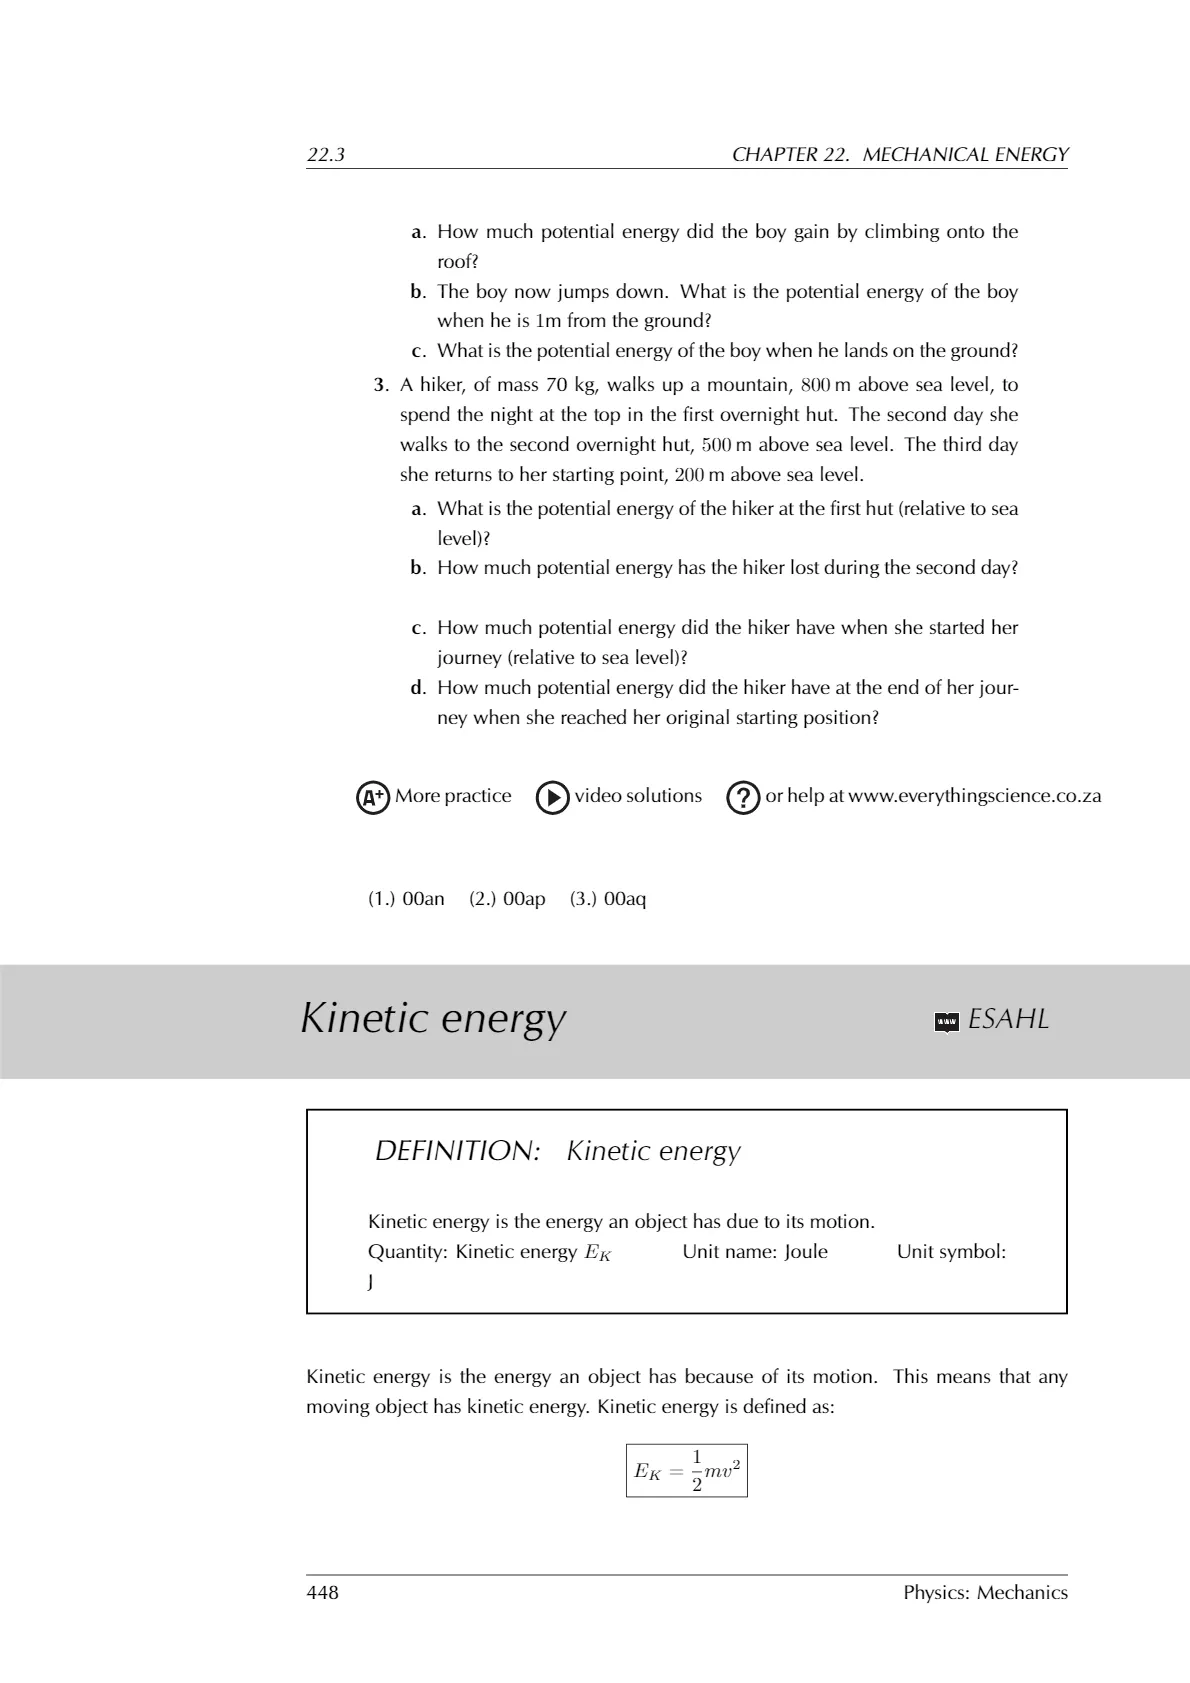 22.3 CHAPTER 22. MECHANICAL ENERGY
a. How much potential energy did the boy gain by climbing onto the
roof?
b. The boy now jumps down. What is the potential energy of the boy
when he is 1m from the ground?
c. What is the potential energy of the boy when he lands on the ground?
3. A hiker, of mass 70 kg, walks up a mountain, 800 m above sea level, to
spend the night at the top in the first overnight hut. The second day she
walks to the second overnight hut, 500 m above sea level. The third day
she returns to her starting point, 200 m above sea level.
a. What is the potential energy of the hiker at the first hut (relative to sea
level)?
b. How much potential energy has the hiker lost during the second day?
c. How much potential energy did the hiker have when she started her
journey (relative to sea level)?
d. How much potential energy did the hiker have at the end of her jour-
ney when she reached her original starting position?
A+ More practice video solutions ? or help at www.everythingscience.co.za
(1.) 00an (2.) 00ap (3.) 00aq
Kinetic energy www ESAHL
DEFINITION: Kinetic energy
Kinetic energy is the energy an object has due to its motion.
Quantity: Kinetic energy E_K Unit name: Joule Unit symbol:
J
Kinetic energy is the energy an object has because of its motion. This means that any
moving object has kinetic energy. Kinetic energy is defined as:
E_K = 1/2 mv²
448 Physics: Mechanics